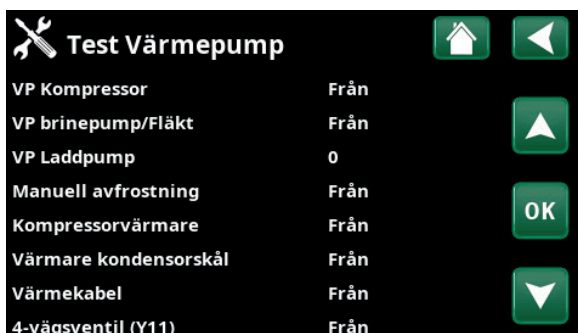 Test Värmepump
VP Kompressor Från
VP brinepump/Fläkt Från
VP Laddpump 0
Manuell avfrostning Från
Kompressorvärmare Från
OK
Värmare kondensorskål Från
Värmekabel Från
4-vägsventil (Y11) Från